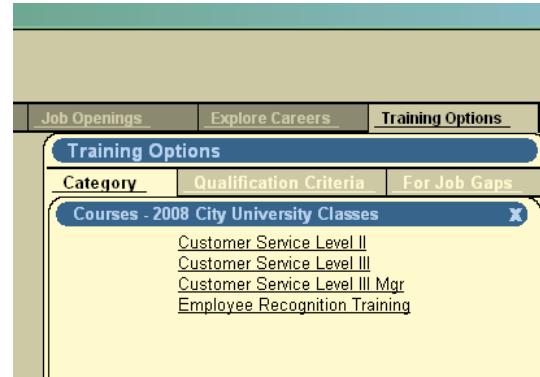 Job Openings Explore Careers Training Options
Training Options
Category Qualification Criteria For Job Gaps
Courses - 2008 City University Classes X
Customer Service Level II
Customer Service Level III
Customer Service Level III Mgr
Employee Recognition Training